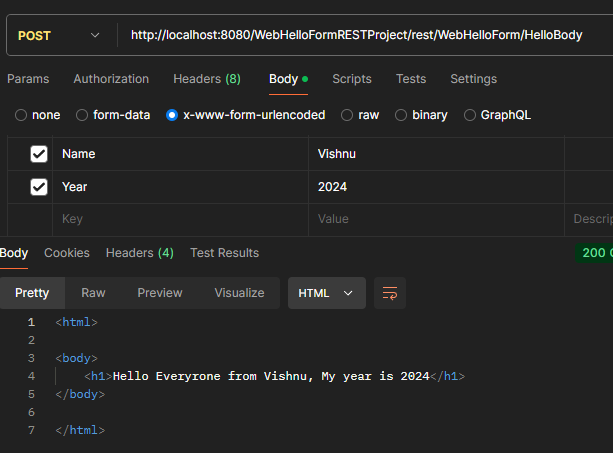 POST http://localhost:8080/WebHelloFormRESTProject/rest/WebHelloForm/HelloBody
Params Authorization Headers (8) Body Scripts Tests Settings
none form-data x-www-form-urlencoded raw binary GraphQL
Name Vishnu
Year 2024
Key Value Descrip
Body Cookies Headers (4) Test Results 200 O
Pretty Raw Preview Visualize HTML
1 <html>
2
3 <body>
4 <h1>Hello Everyrone from Vishnu, My year is 2024</h1>
5 </body>
6
7 </html>